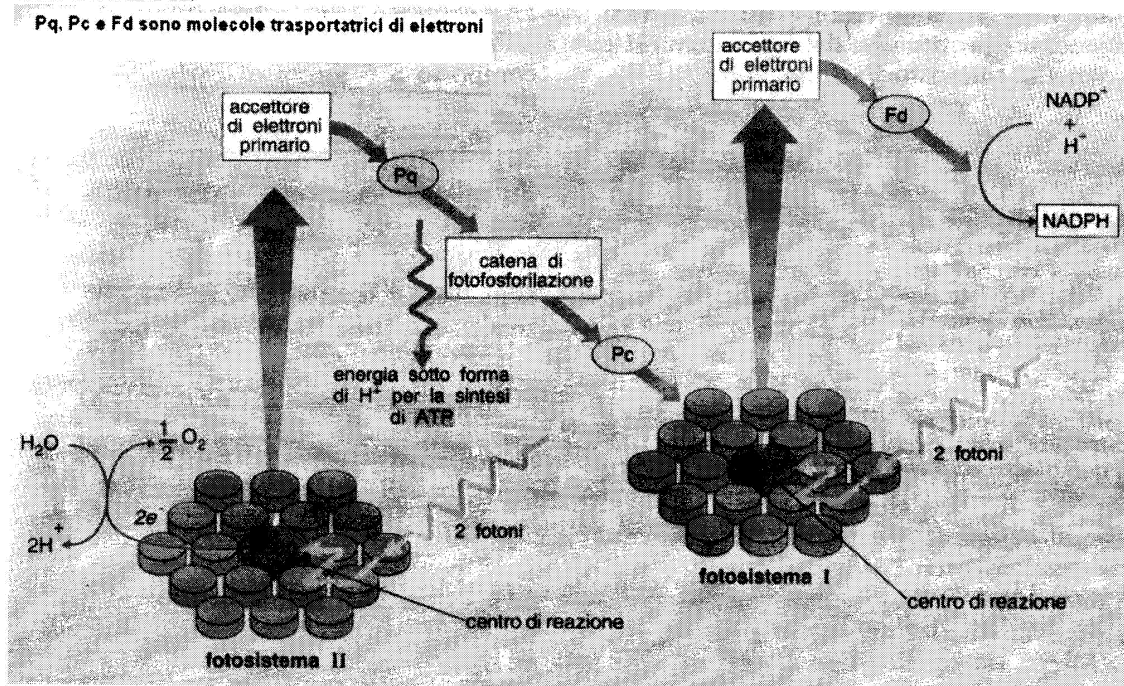 Pq, Pc e Fd sono molecole trasportatrici di elettroni
accettore
di elettroni
primario
Fd
NADP+
+
H+
NADPH
accettore
di elettroni
primario
Pq
catena di
fotofosforilazione
Pc
energia sotto forma
di H+ per la sintesi
di ATP
H2O
1/2 O2
2e-
2H+
2 fotoni
centro di reazione
fotosistema II
2 fotoni
fotosistema I
centro di reazione